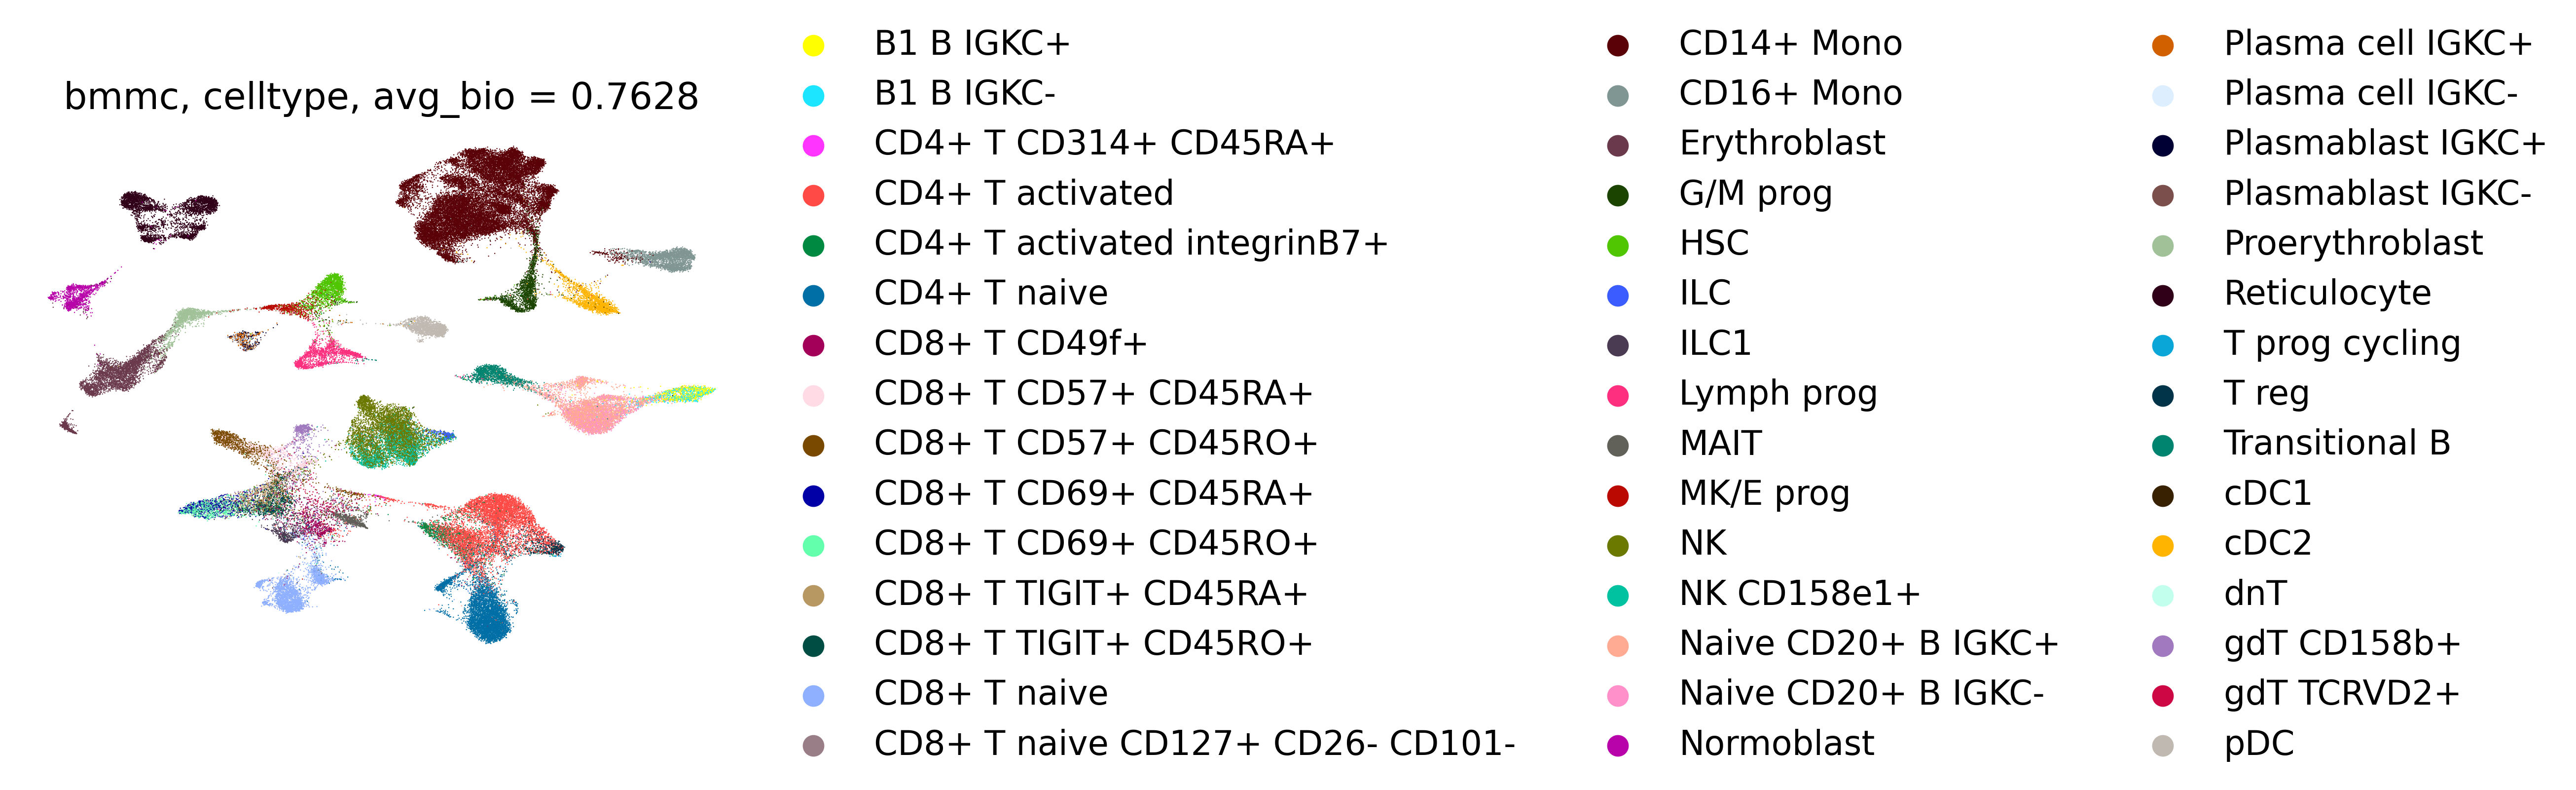 bmmc, celltype, avg_bio = 0.7628
B1 B IGKC+
B1 B IGKC-
CD4+ T CD314+ CD45RA+
CD4+ T activated
CD4+ T activated integrinB7+
CD4+ T naive
CD8+ T CD49f+
CD8+ T CD57+ CD45RA+
CD8+ T CD57+ CD45RO+
CD8+ T CD69+ CD45RA+
CD8+ T CD69+ CD45RO+
CD8+ T TIGIT+ CD45RA+
CD8+ T TIGIT+ CD45RO+
CD8+ T naive
CD8+ T naive CD127+ CD26- CD101-
CD14+ Mono
CD16+ Mono
Erythroblast
G/M prog
HSC
ILC
ILC1
Lymph prog
MAIT
MK/E prog
NK
NK CD158e1+
Naive CD20+ B IGKC+
Naive CD20+ B IGKC-
Normoblast
Plasma cell IGKC+
Plasma cell IGKC-
Plasmablast IGKC+
Plasmablast IGKC-
Proerythroblast
Reticulocyte
T prog cycling
T reg
Transitional B
cDC1
cDC2
dnT
gdT CD158b+
gdT TCRVD2+
pDC